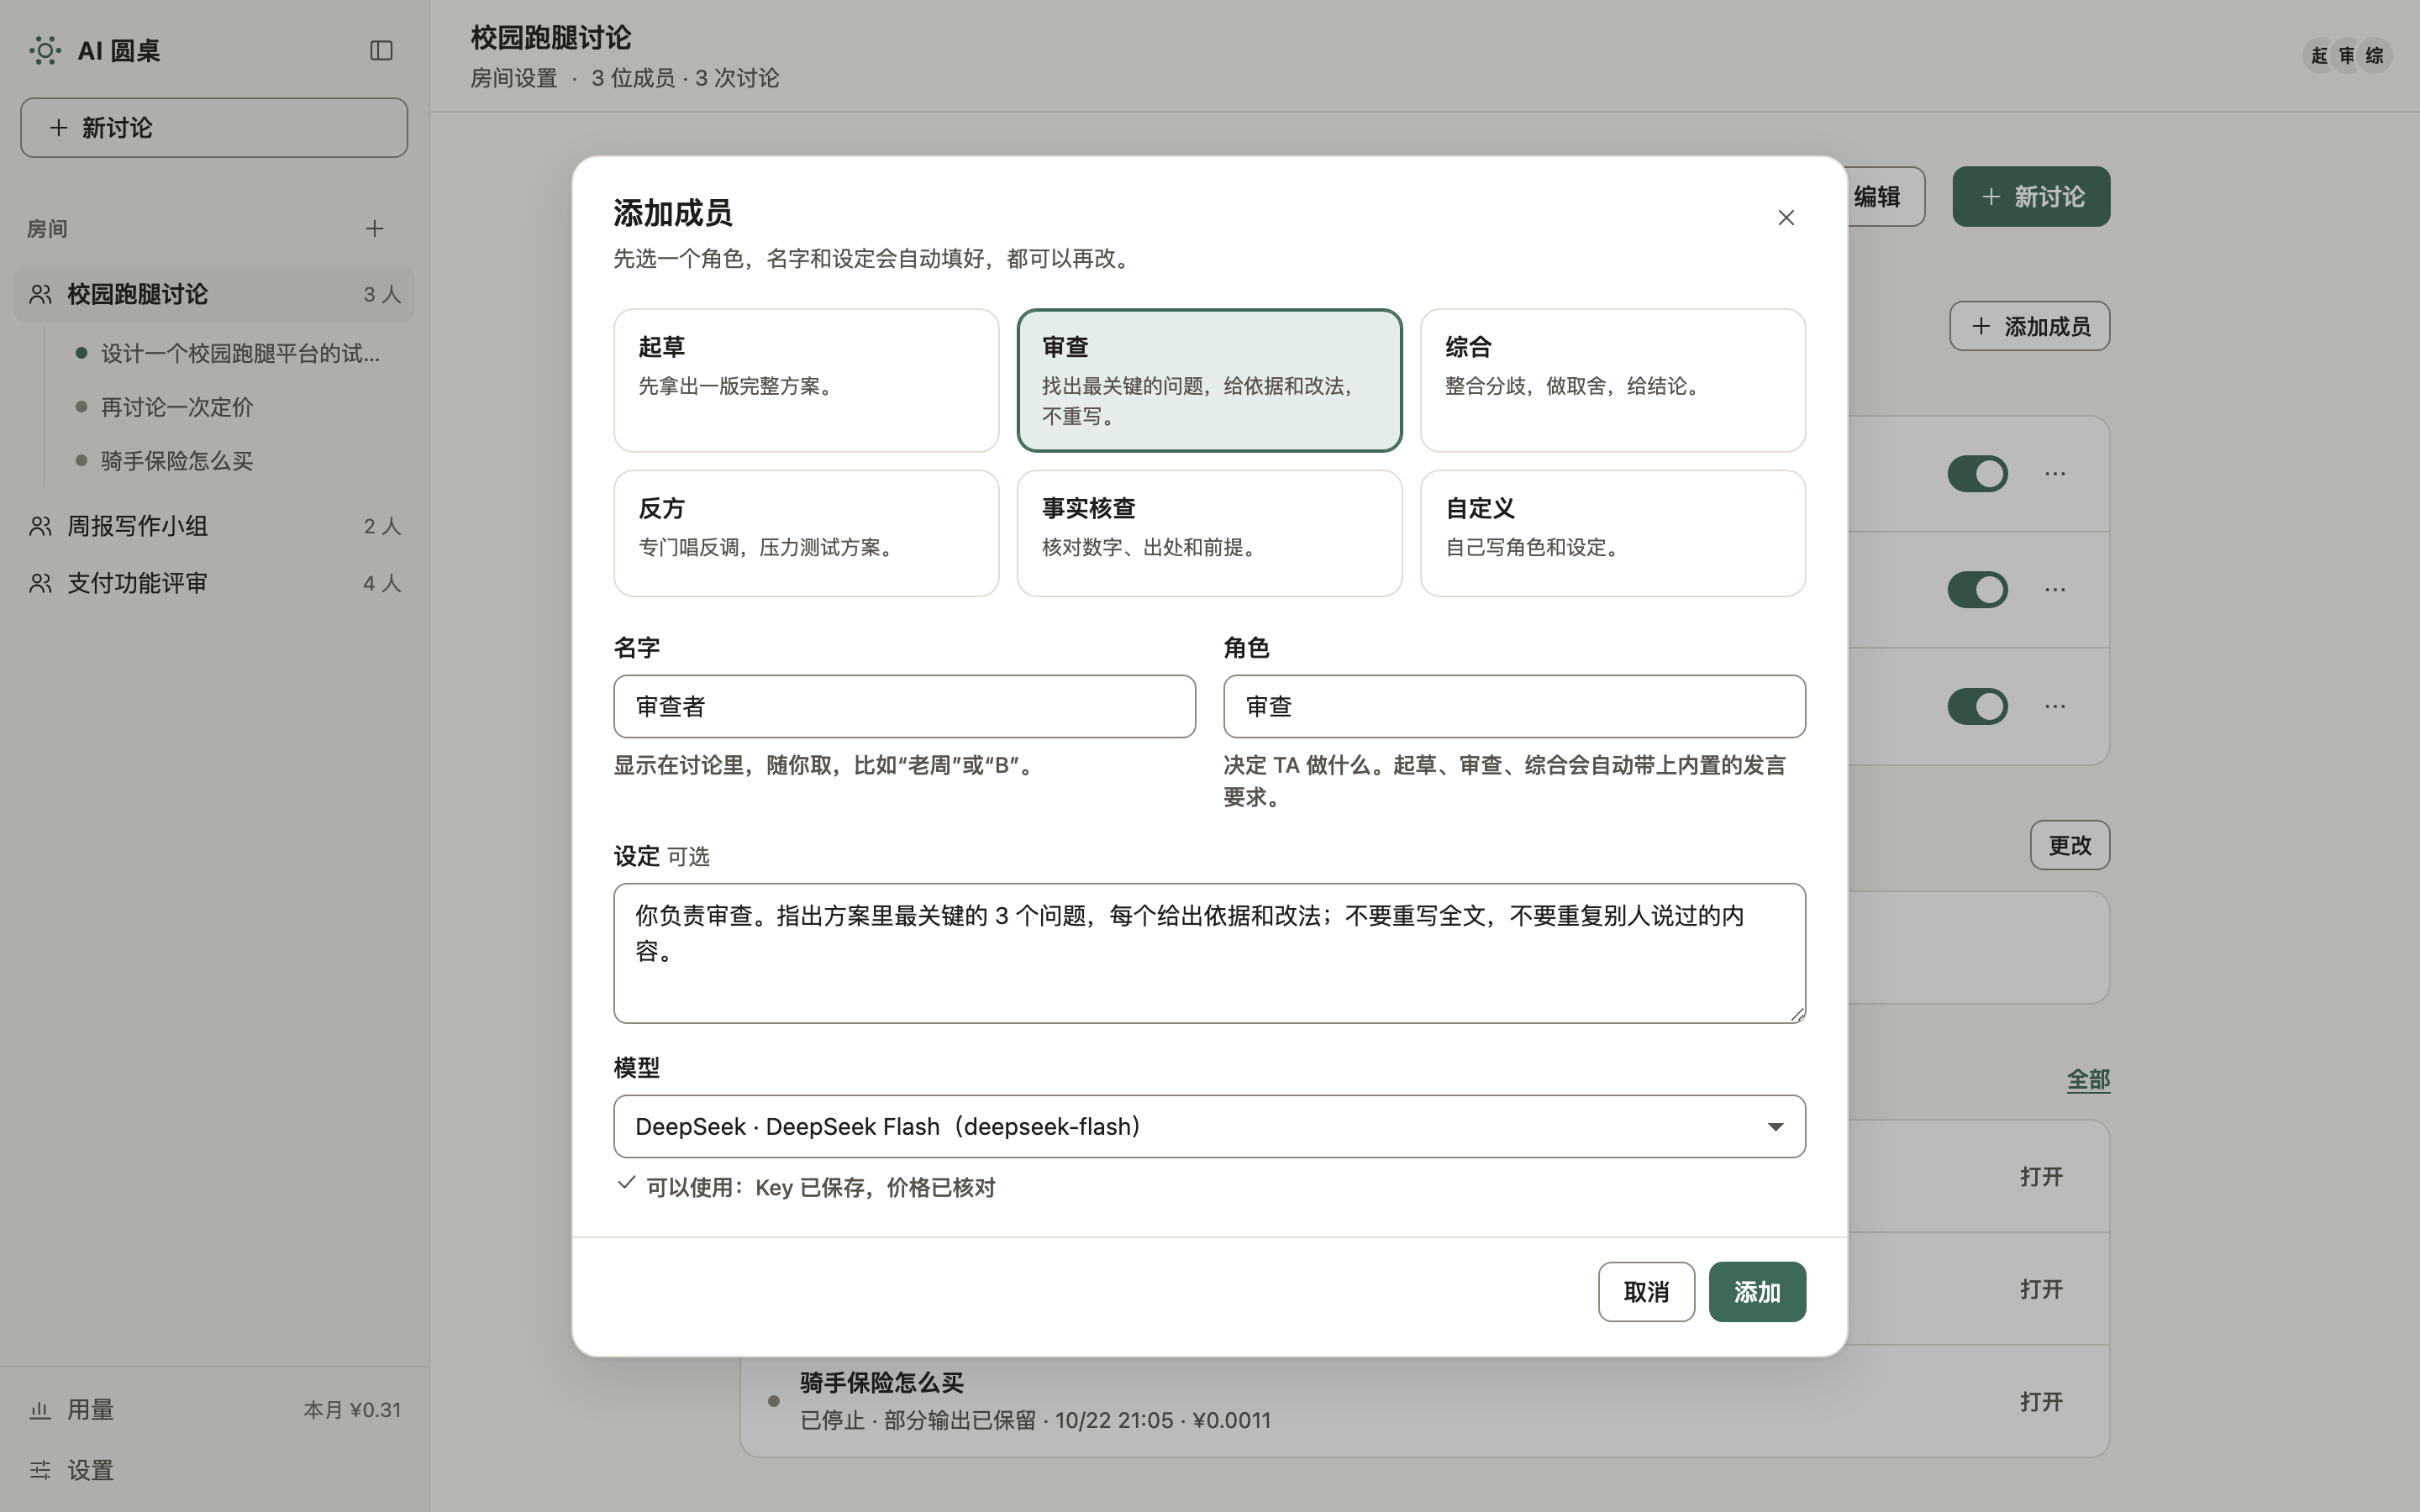 AI 圆桌
新讨论
房间
校园跑腿讨论 3 人
设计一个校园跑腿平台的试...
再讨论一次定价
骑手保险怎么买
周报写作小组 2 人
支付功能评审 4 人
用量 本月 ¥0.31
设置
校园跑腿讨论
房间设置 · 3 位成员 · 3 次讨论
起 审 综
编辑
新讨论
添加成员
更改
全部
打开
打开
骑手保险怎么买
已停止 · 部分输出已保留 · 10/22 21:05 · ¥0.0011
打开
添加成员
先选一个角色，名字和设定会自动填好，都可以再改。
起草
先拿出一版完整方案。
审查
找出最关键的问题，给依据和改法，
不重写。
综合
整合分歧，做取舍，给结论。
反方
专门唱反调，压力测试方案。
事实核查
核对数字、出处和前提。
自定义
自己写角色和设定。
名字
审查者
显示在讨论里，随你取，比如“老周”或“B”。
角色
审查
决定 TA 做什么。起草、审查、综合会自动带上内置的发言
要求。
设定 可选
你负责审查。指出方案里最关键的 3 个问题，每个给出依据和改法；不要重写全文，不要重复别人说过的内
容。
模型
DeepSeek · DeepSeek Flash（deepseek-flash）
可以使用：Key 已保存，价格已核对
取消
添加